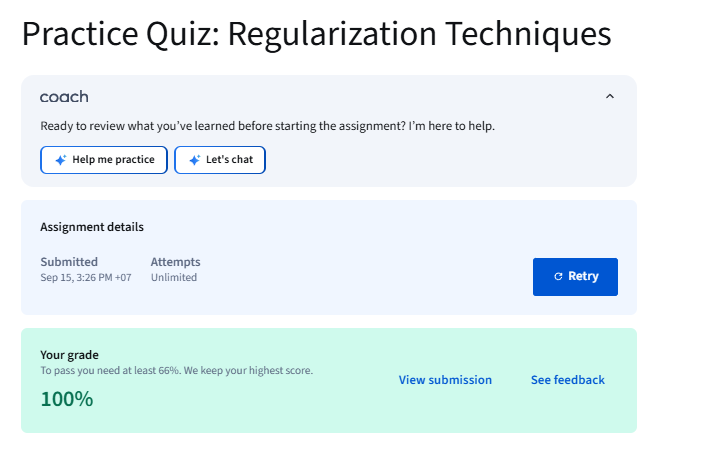 Practice Quiz: Regularization Techniques
coach
Ready to review what you've learned before starting the assignment? I'm here to help.
Help me practice
Let's chat
Assignment details
Submitted
Attempts
Sep 15, 3:26 PM +07
Unlimited
Retry
Your grade
To pass you need at least 66%. We keep your highest score.
View submission
See feedback
100%